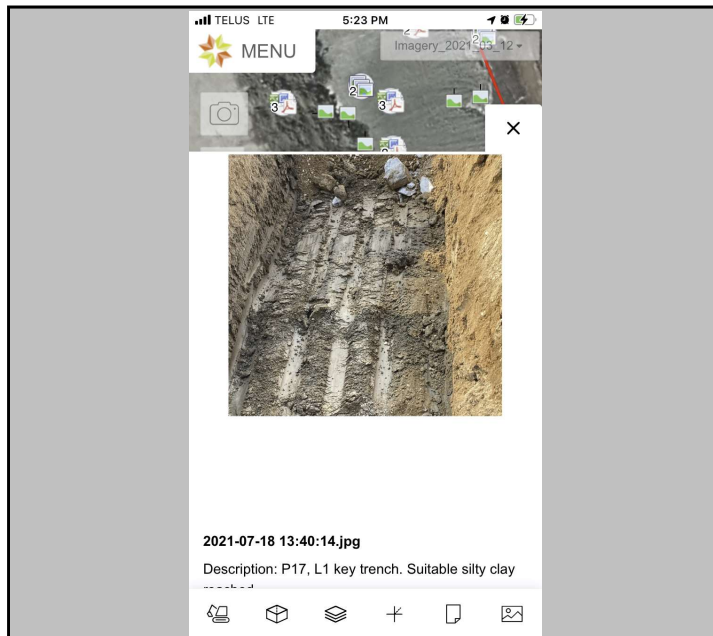 TELUS LTE 5:23 PM
MENU
Imagery_2021_03_12
2
2
3
3
2021-07-18 13:40:14.jpg
Description: P17, L1 key trench. Suitable silty clay